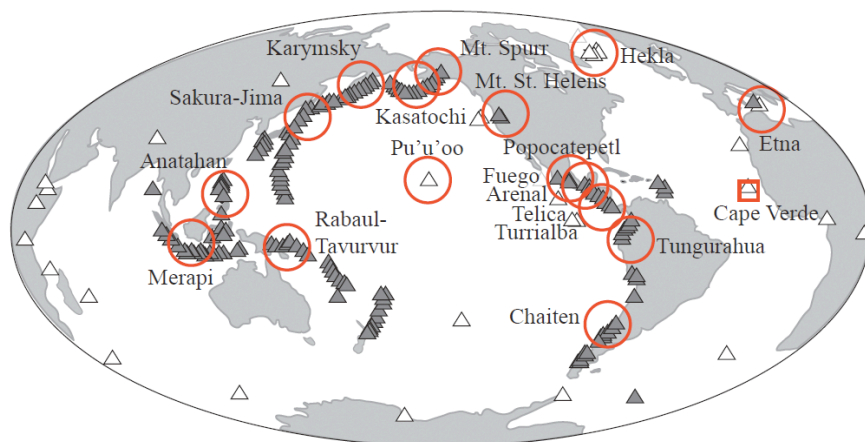 Karymsky
Mt. Spurr
Hekla
Sakura-Jima
Kasatochi
Mt. St. Helens
Etna
Anatahan
Pu’u’oo
Popocatepetl
Fuego
Arenal
Telica
Turrialba
Cape Verde
Rabaul-
Tavurvur
Tungurahua
Merapi
Chaiten